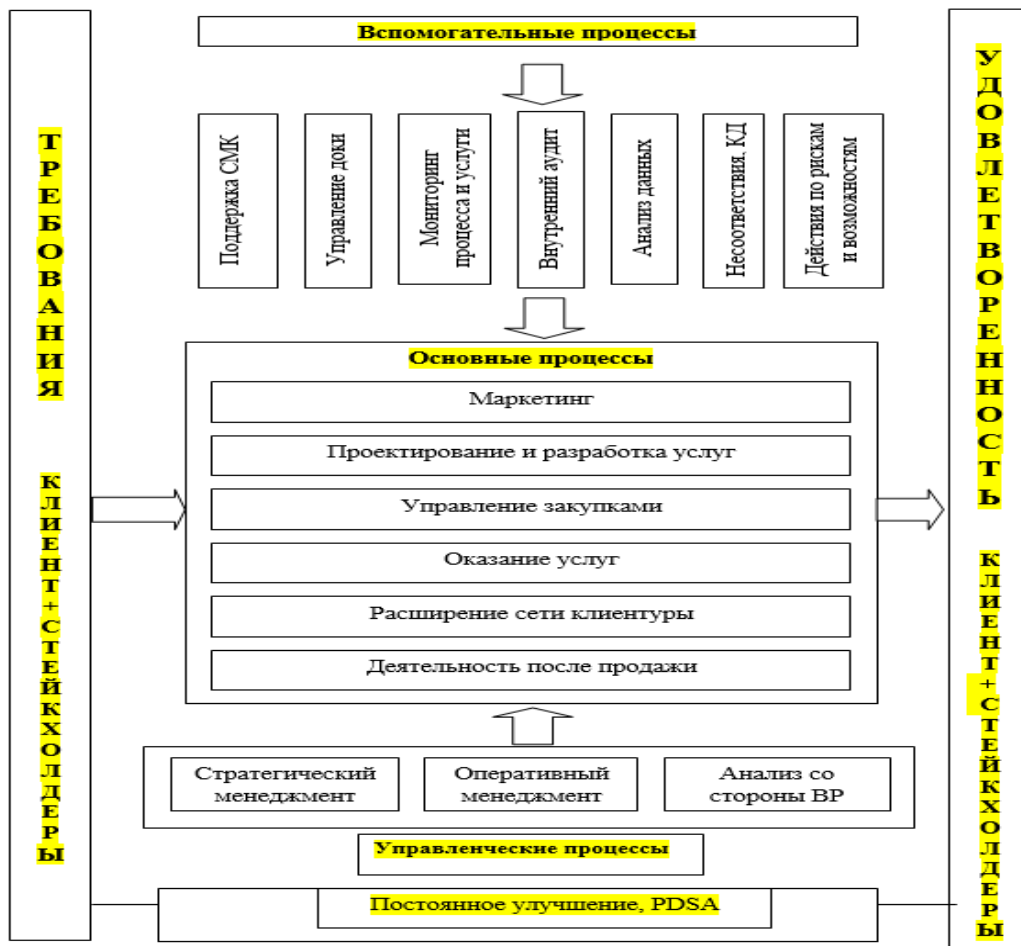 Вспомогательные процессы
ТРЕБОВАНИЯ
КЛИЕНТ+СТЕЙКХОЛДЕРЫ
Поддержка СМК
Управление доки
Мониторинг
процесса и услуги
Внутренний аудит
Анализ данных
Несоответствия, КД
Действия по рискам
и возможностям
Основные процессы
Маркетинг
Проектирование и разработка услуг
Управление закупками
Оказание услуг
Расширение сети клиентуры
Деятельность после продажи
Стратегический
менеджмент
Оперативный
менеджмент
Анализ со
стороны ВР
Управленческие процессы
Постоянное улучшение, PDSA
УДОВЛЕТВОРЕННОСТЬ
КЛИЕНТ+СТЕЙКХОЛДЕРЫ